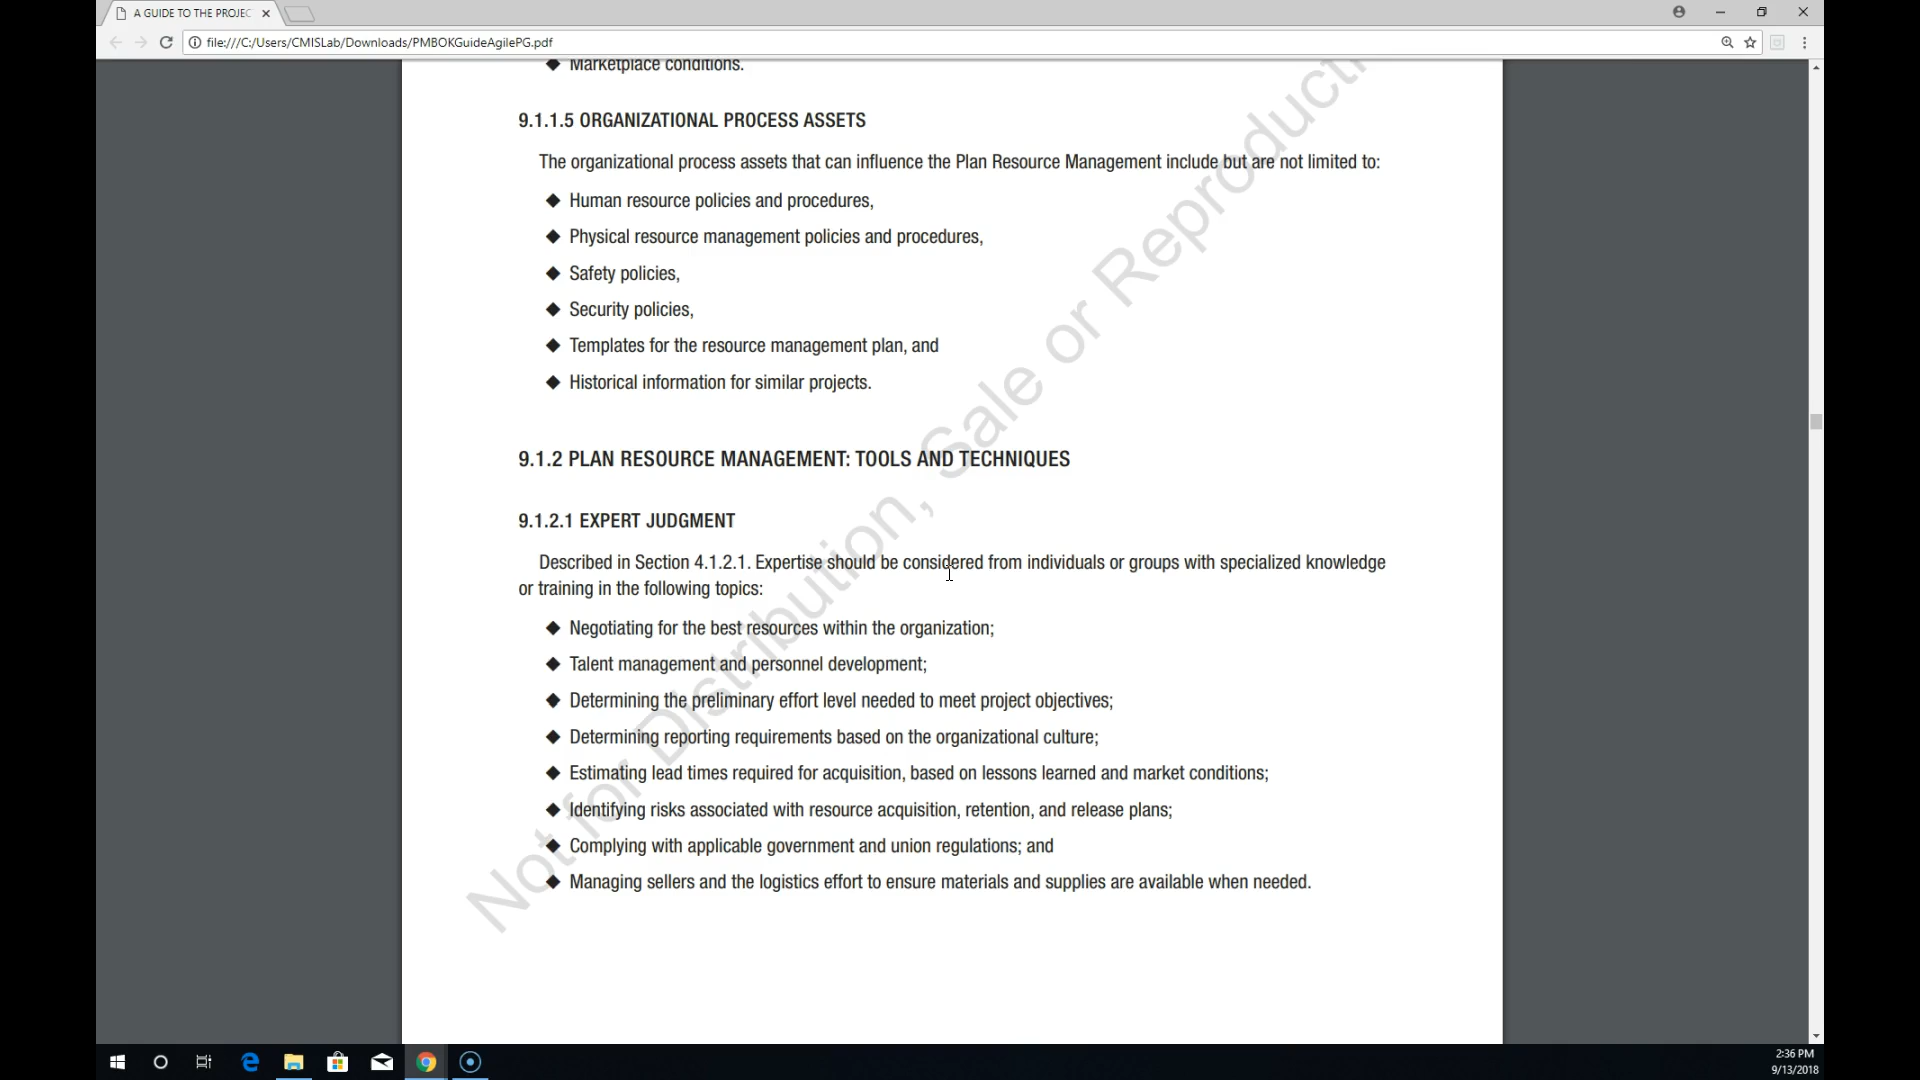 A GUIDE TO THE PROJEC
file:///C:/Users/CMISLab/Downloads/PMBOKGuideAgilePG.pdf
Marketplace conditions.
9.1.1.5 ORGANIZATIONAL PROCESS ASSETS
The organizational process assets that can influence the Plan Resource Management include but are not limited to:
◆ Human resource policies and procedures,
◆ Physical resource management policies and procedures,
◆ Safety policies,
◆ Security policies,
◆ Templates for the resource management plan, and
◆ Historical information for similar projects.
9.1.2 PLAN RESOURCE MANAGEMENT: TOOLS AND TECHNIQUES
9.1.2.1 EXPERT JUDGMENT
Described in Section 4.1.2.1. Expertise should be considered from individuals or groups with specialized knowledge
or training in the following topics:
◆ Negotiating for the best resources within the organization;
◆ Talent management and personnel development;
◆ Determining the preliminary effort level needed to meet project objectives;
◆ Determining reporting requirements based on the organizational culture;
◆ Estimating lead times required for acquisition, based on lessons learned and market conditions;
◆ Identifying risks associated with resource acquisition, retention, and release plans;
◆ Complying with applicable government and union regulations; and
◆ Managing sellers and the logistics effort to ensure materials and supplies are available when needed.
Not for Distribution, Sale or Reproducti
2:36 PM
9/13/2018